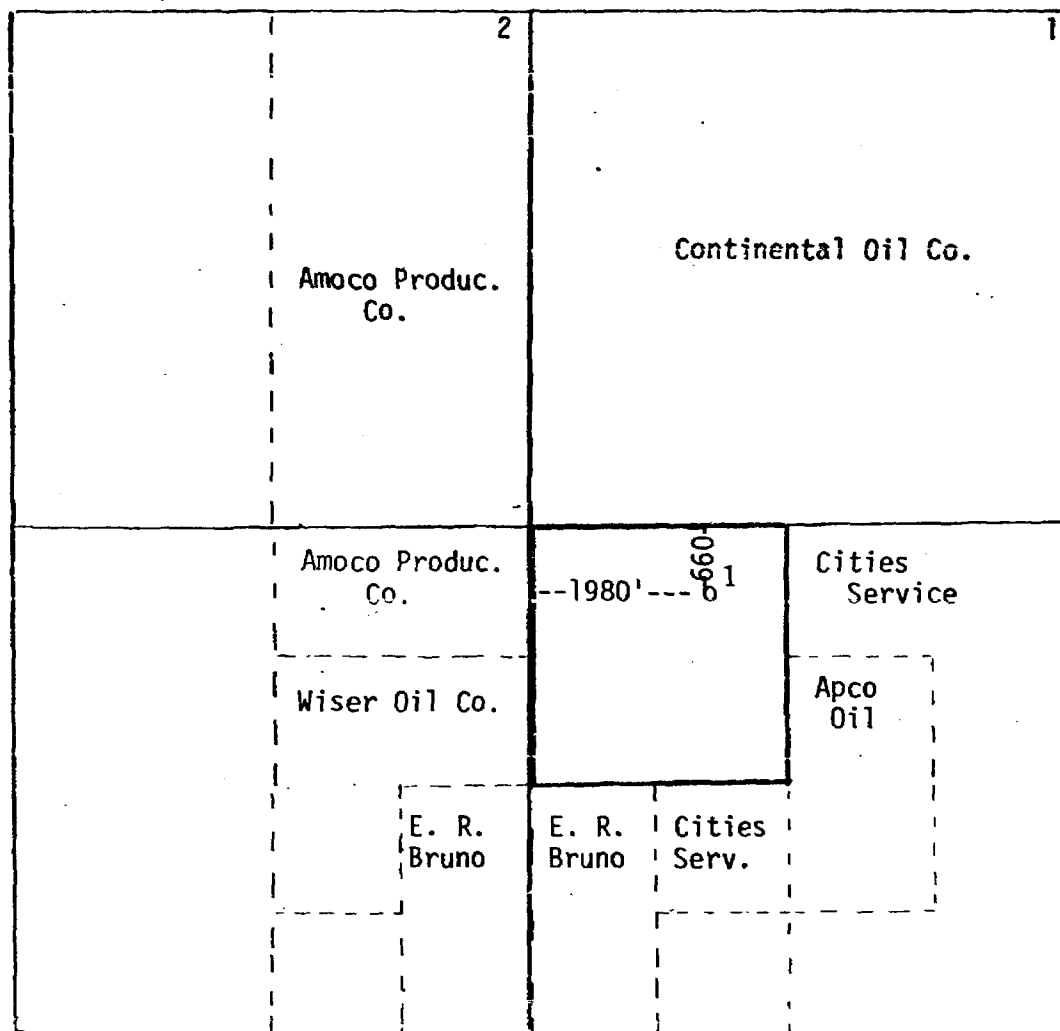 2
1
Amoco Produc.
Co.
Continental Oil Co.
Amoco Produc.
Co.
660
--1980'--- 6 1
Cities
Service
Wiser Oil Co.
Apco
Oil
E. R.
Bruno
E. R.
Bruno
Cities
Serv.